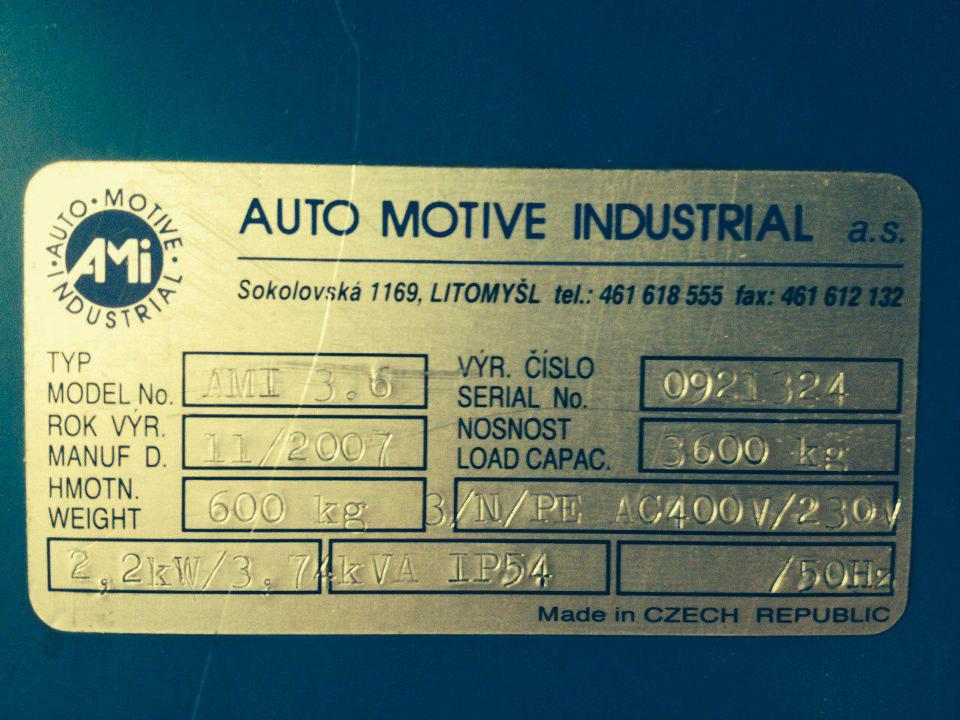 AUTO • MOTIVE • INDUSTRIAL •
AMi
AUTO MOTIVE INDUSTRIAL a.s.
Sokolovská 1169, LITOMYŠL tel.: 461 618 555 fax: 461 612 132
TYP
MODEL No. AMI 3.6
VÝR. ČÍSLO
SERIAL No. 0921324
ROK VÝR.
MANUF D. 11/2007
NOSNOST
LOAD CAPAC. 3600 kg
HMOTN.
WEIGHT 600 kg
3/N/PE AC400V/230V
2,2kW/3,74kVA IP54 /50Hz
Made in CZECH REPUBLIC